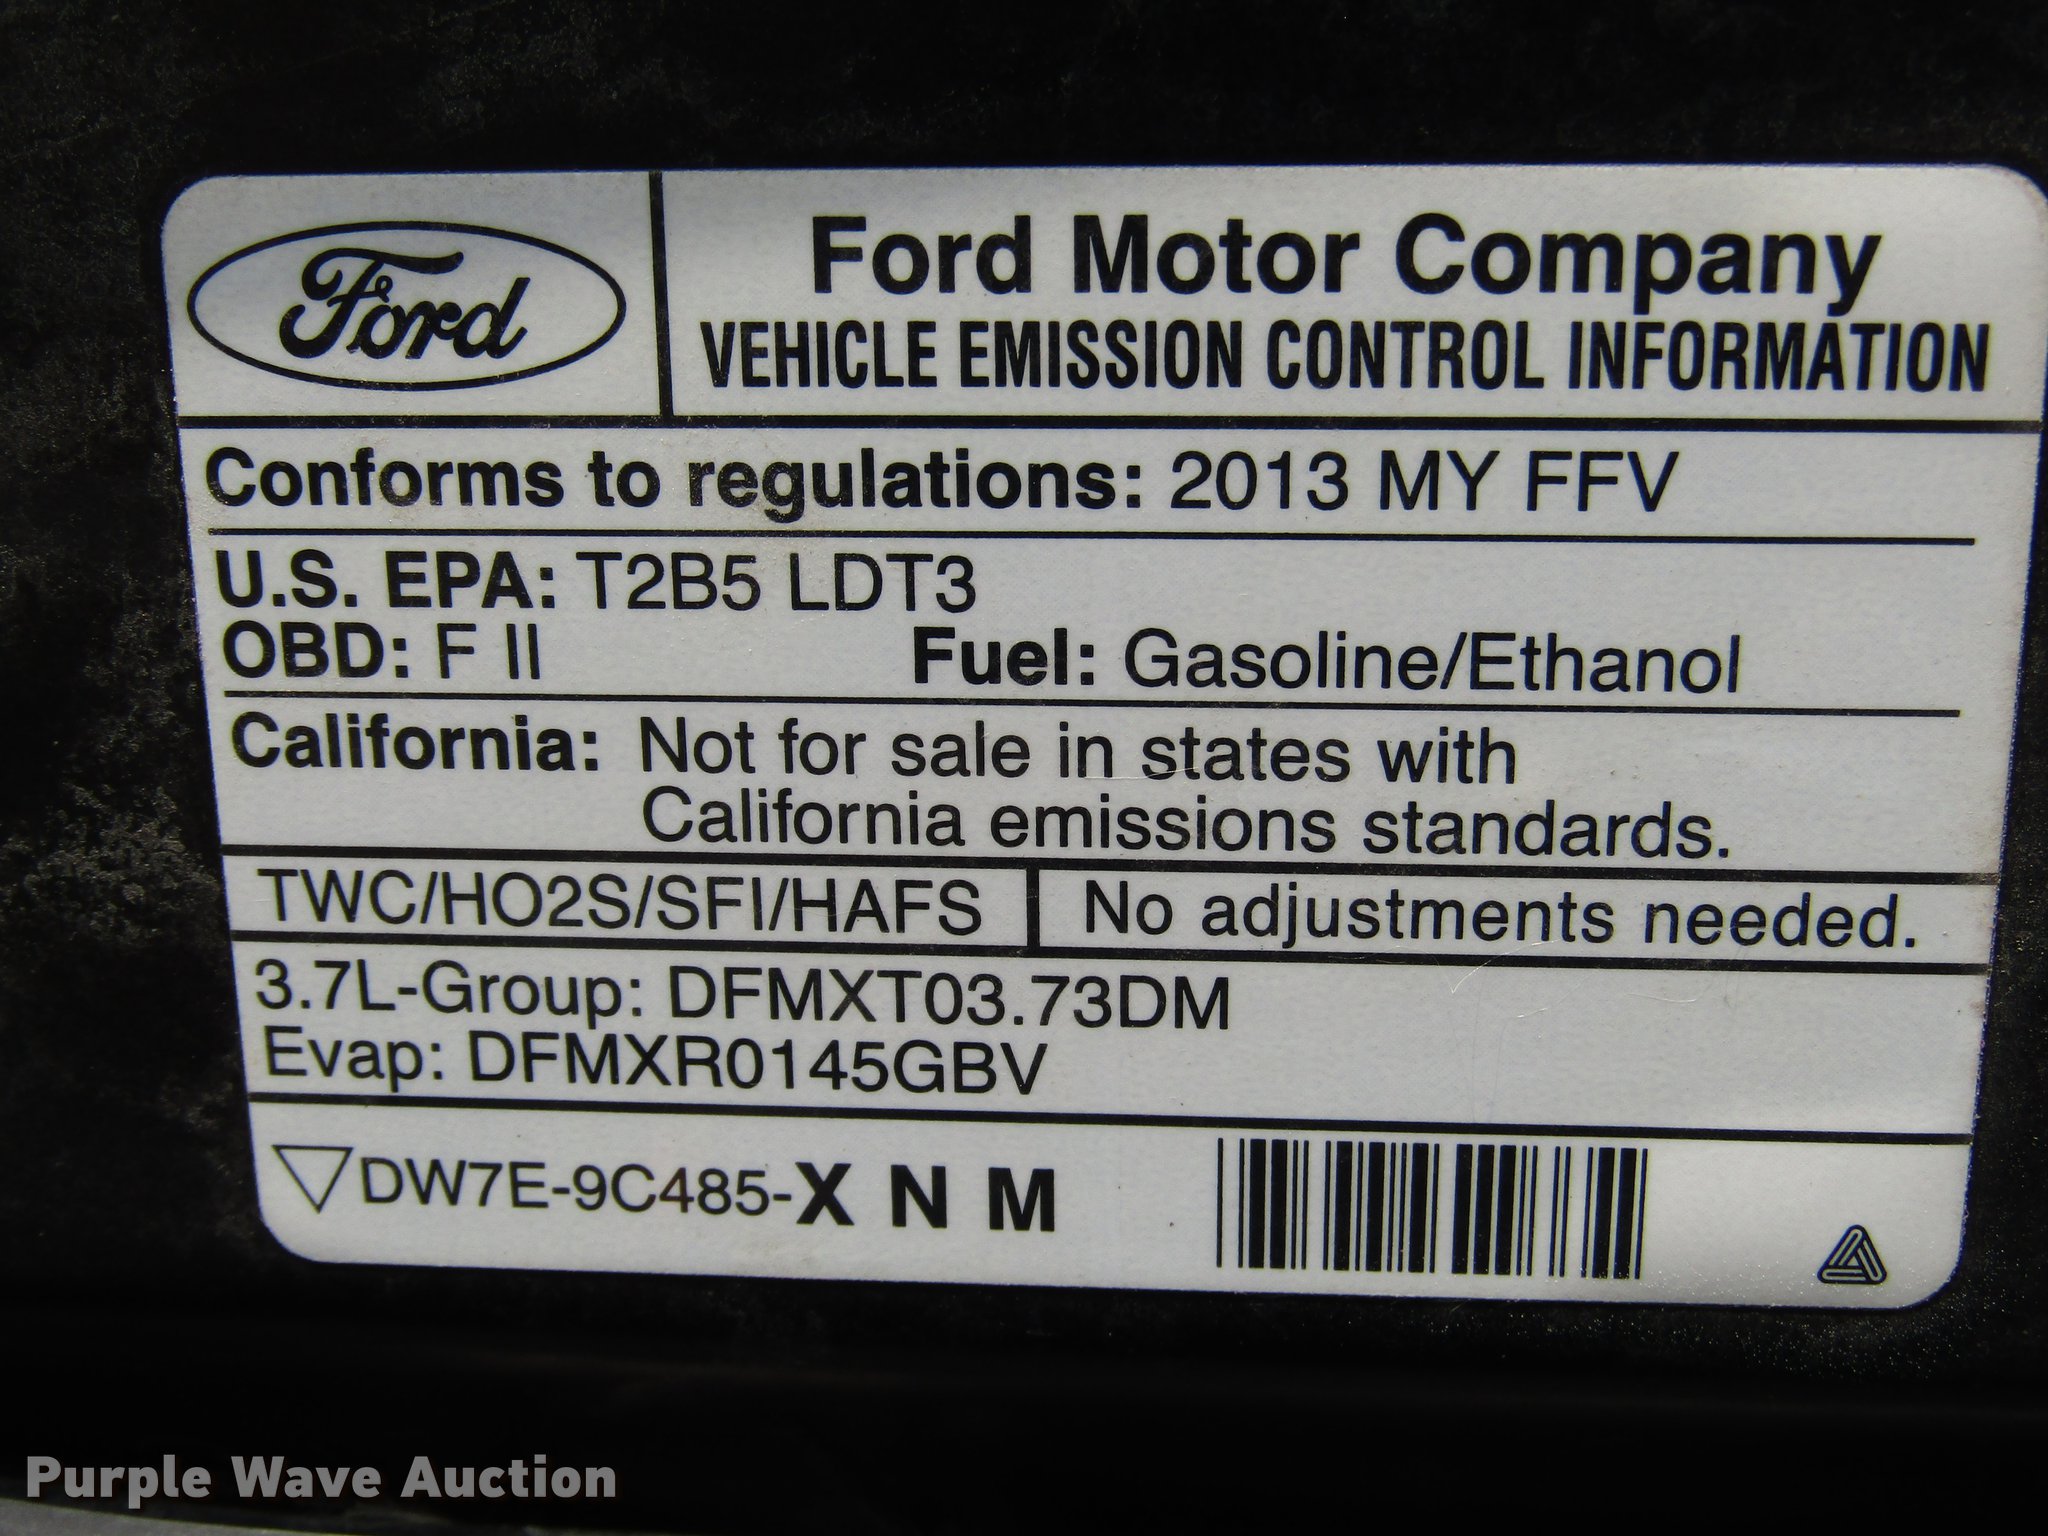 Ford
Ford Motor Company
VEHICLE EMISSION CONTROL INFORMATION
Conforms to regulations: 2013 MY FFV
U.S. EPA: T2B5 LDT3
OBD: F II Fuel: Gasoline/Ethanol
California: Not for sale in states with
California emissions standards.
TWC/HO2S/SFI/HAFS No adjustments needed.
3.7L-Group: DFMXT03.73DM
Evap: DFMXR0145GBV
DW7E-9C485-X N M
Purple Wave Auction